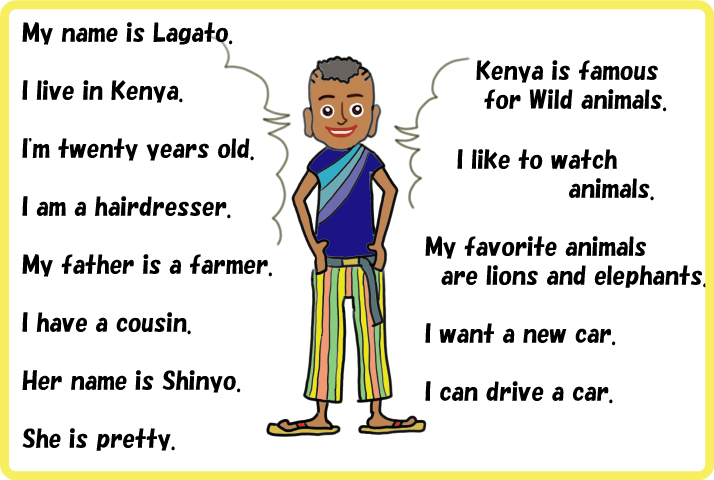 My name is Lagato.
I live in Kenya.
I'm twenty years old.
I am a hairdresser.
My father is a farmer.
I have a cousin.
Her name is Shinyo.
She is pretty.
Kenya is famous
for Wild animals.
I like to watch
animals.
My favorite animals
are lions and elephants.
I want a new car.
I can drive a car.